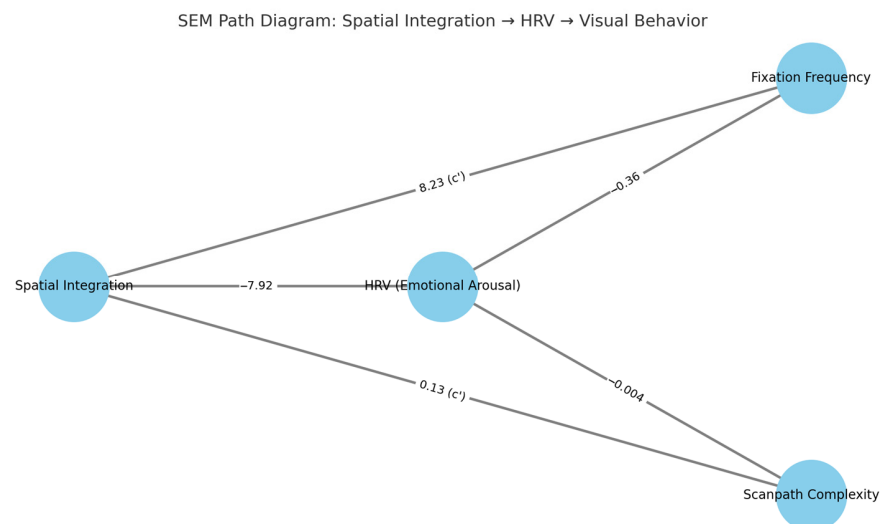 SEM Path Diagram: Spatial Integration → HRV → Visual Behavior
Fixation Frequency
8.23 (c')
−0.36
Spatial Integration
−7.92
HRV (Emotional Arousal)
0.13 (c')
−0.004
Scanpath Complexity